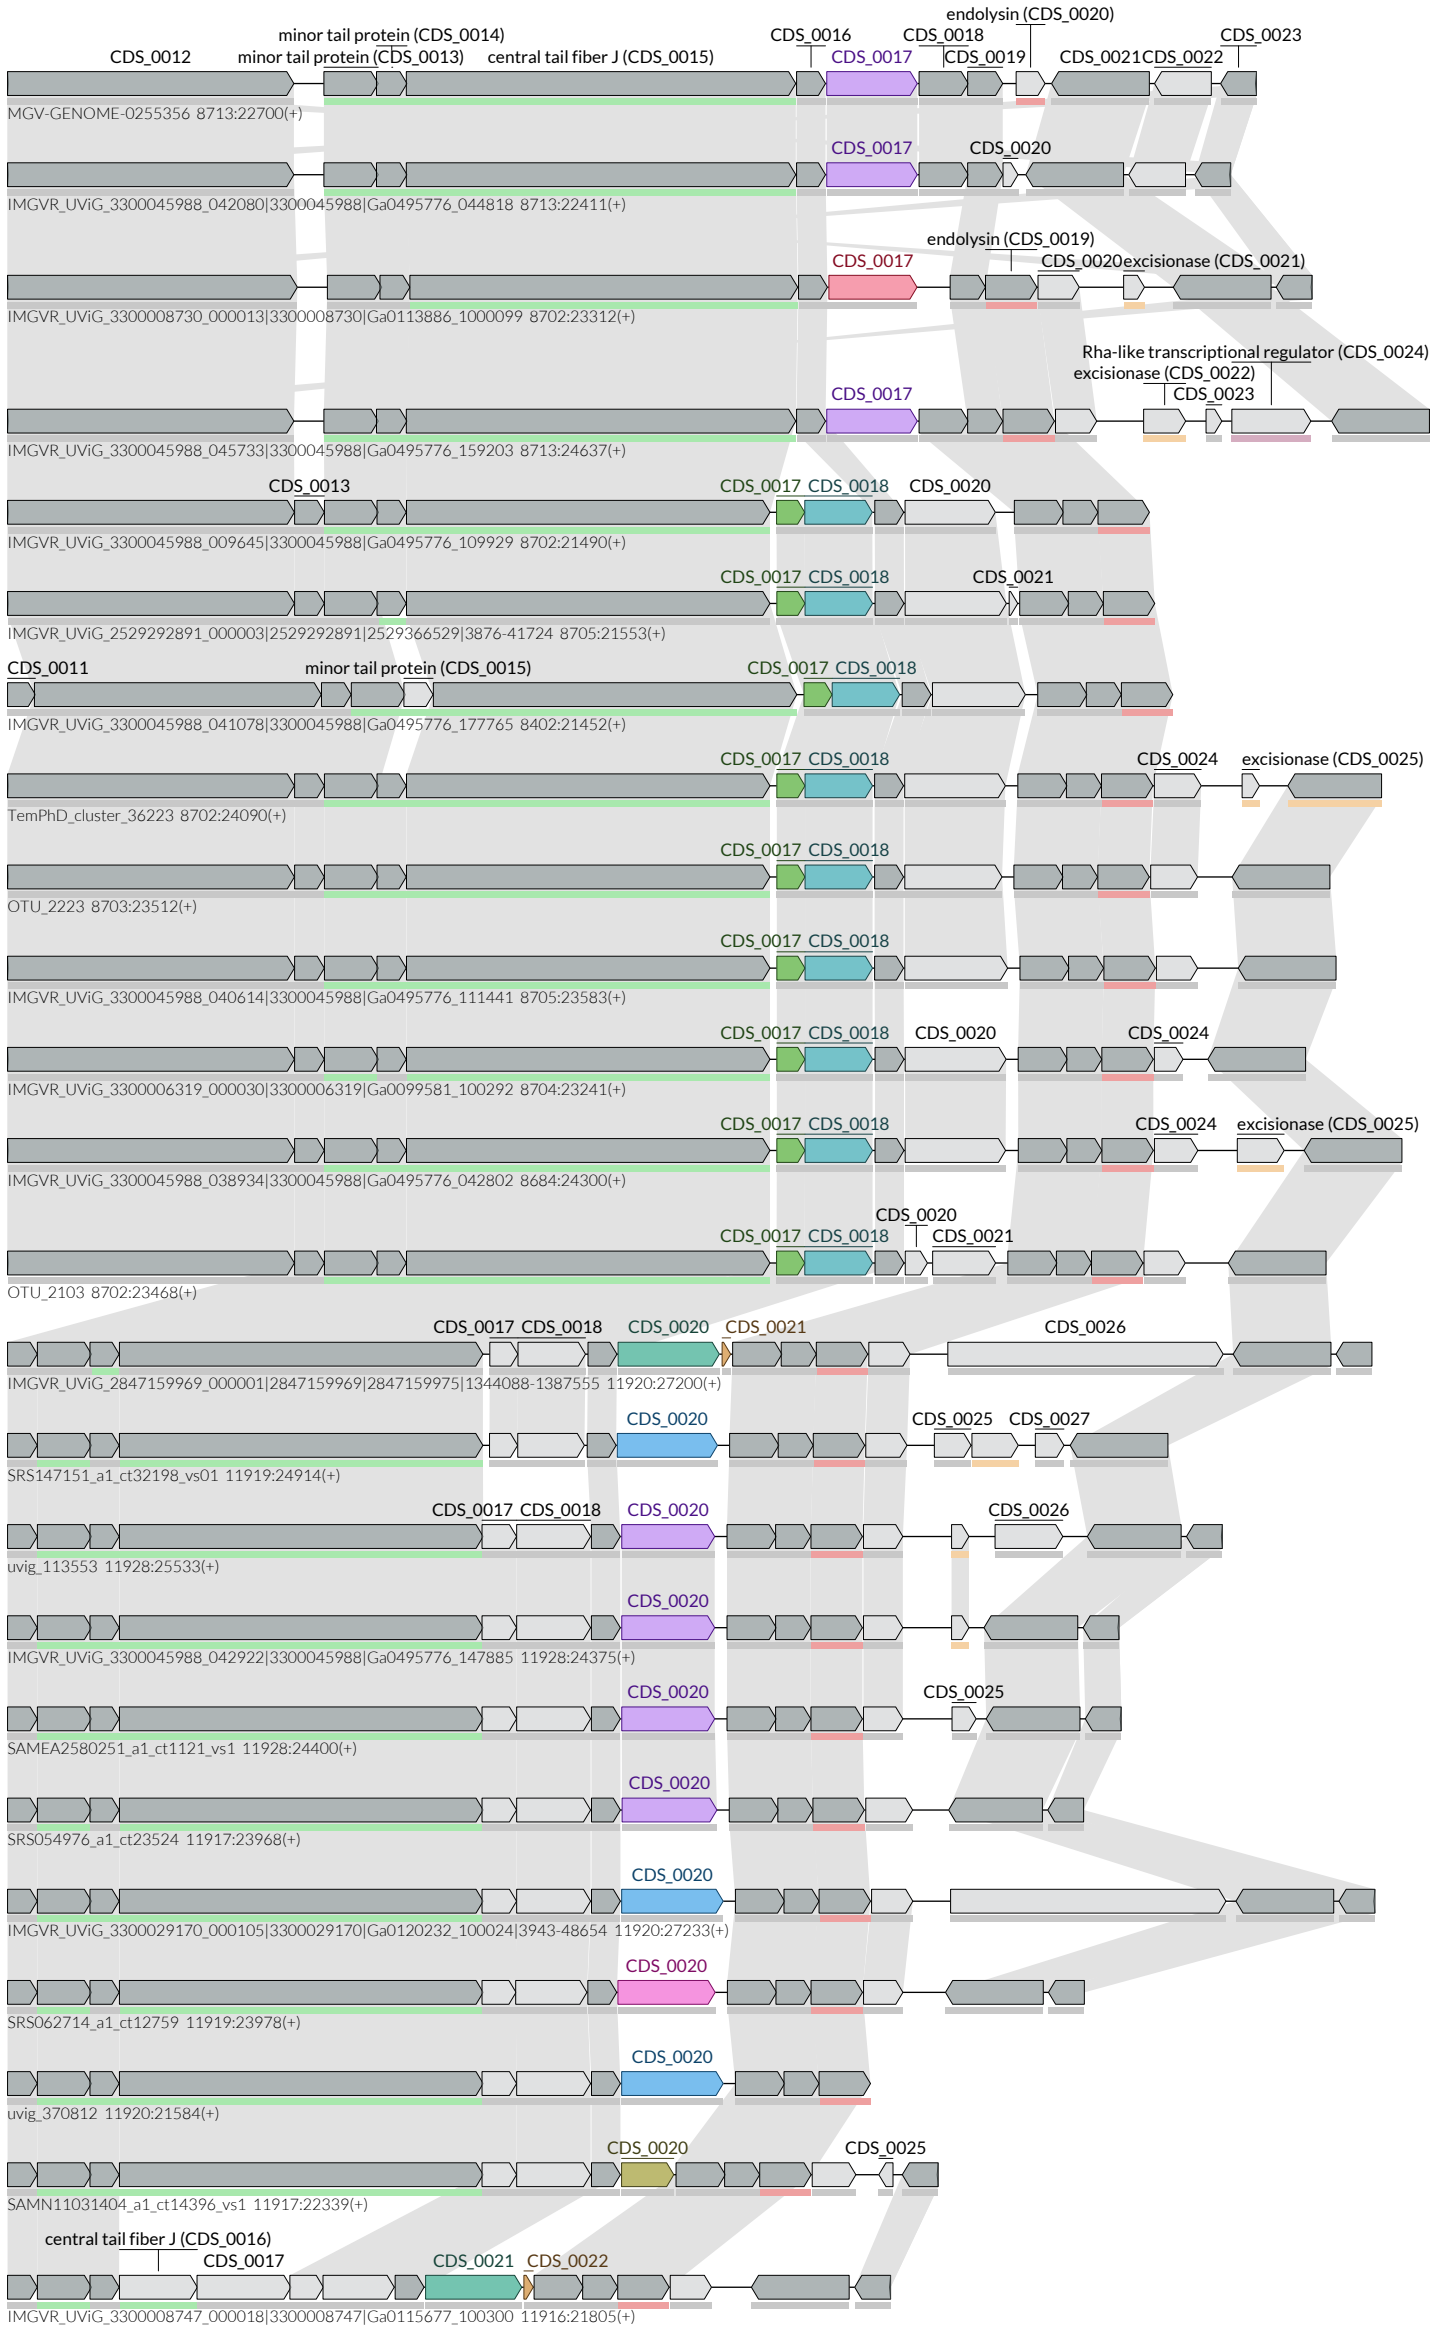 endolysin (CDS_0020)
minor tail protein (CDS_0014) CDS_0016 CDS_0018 CDS_0023
CDS_0012 minor tail protein (CDS_0013) central tail fiber J (CDS_0015) CDS_0017 CDS_0019 CDS_0021 CDS_0022
MGV-GENOME-0255356 8713:22700(+)
CDS_0017 CDS_0020
IMGVR_UViG_3300045988_042080|3300045988|Ga0495776_044818 8713:22411(+)
endolysin (CDS_0019)
CDS_0017 CDS_0020 excisionase (CDS_0021)
IMGVR_UViG_3300008730_000013|3300008730|Ga0113886_1000099 8702:23312(+)
Rha-like transcriptional regulator (CDS_0024)
excisionase (CDS_0022)
CDS_0017 CDS_0023
IMGVR_UViG_3300045988_045733|3300045988|Ga0495776_159203 8713:24637(+)
CDS_0013 CDS_0017 CDS_0018 CDS_0020
IMGVR_UViG_3300045988_009645|3300045988|Ga0495776_109929 8702:21490(+)
CDS_0017 CDS_0018 CDS_0021
IMGVR_UViG_2529292891_000003|2529292891|2529366529|3876-41724 8705:21553(+)
CDS_0011 minor tail protein (CDS_0015) CDS_0017 CDS_0018
IMGVR_UViG_3300045988_041078|3300045988|Ga0495776_177765 8402:21452(+)
CDS_0017 CDS_0018 CDS_0024 excisionase (CDS_0025)
TemPhD_cluster_36223 8702:24090(+)
CDS_0017 CDS_0018
OTU_2223 8703:23512(+)
CDS_0017 CDS_0018
IMGVR_UViG_3300045988_040614|3300045988|Ga0495776_111441 8705:23583(+)
CDS_0017 CDS_0018 CDS_0020 CDS_0024
IMGVR_UViG_3300006319_000030|3300006319|Ga0099581_100292 8704:23241(+)
CDS_0017 CDS_0018 CDS_0024 excisionase (CDS_0025)
IMGVR_UViG_3300045988_038934|3300045988|Ga0495776_042802 8684:24300(+)
CDS_0020
CDS_0017 CDS_0018 CDS_0021
OTU_2103 8702:23468(+)
CDS_0017 CDS_0018 CDS_0020 CDS_0021 CDS_0026
IMGVR_UViG_2847159969_000001|2847159969|2847159975|1344088-1387555 11920:27200(+)
CDS_0020 CDS_0025 CDS_0027
SRS147151_a1_ct32198_vs01 11919:24914(+)
CDS_0017 CDS_0018 CDS_0020 CDS_0026
uvig_113553 11928:25533(+)
CDS_0020
IMGVR_UViG_3300045988_042922|3300045988|Ga0495776_147885 11928:24375(+)
CDS_0020 CDS_0025
SAMEA2580251_a1_ct1121_vs1 11928:24400(+)
CDS_0020
SRS054976_a1_ct23524 11917:23968(+)
CDS_0020
IMGVR_UViG_3300029170_000105|3300029170|Ga0120232_100024|3943-48654 11920:27233(+)
CDS_0020
SRS062714_a1_ct12759 11919:23978(+)
CDS_0020
uvig_370812 11920:21584(+)
CDS_0020 CDS_0025
SAMN11031404_a1_ct14396_vs1 11917:22339(+)
central tail fiber J (CDS_0016)
CDS_0017 CDS_0021 CDS_0022
IMGVR_UViG_3300008747_000018|3300008747|Ga0115677_100300 11916:21805(+)